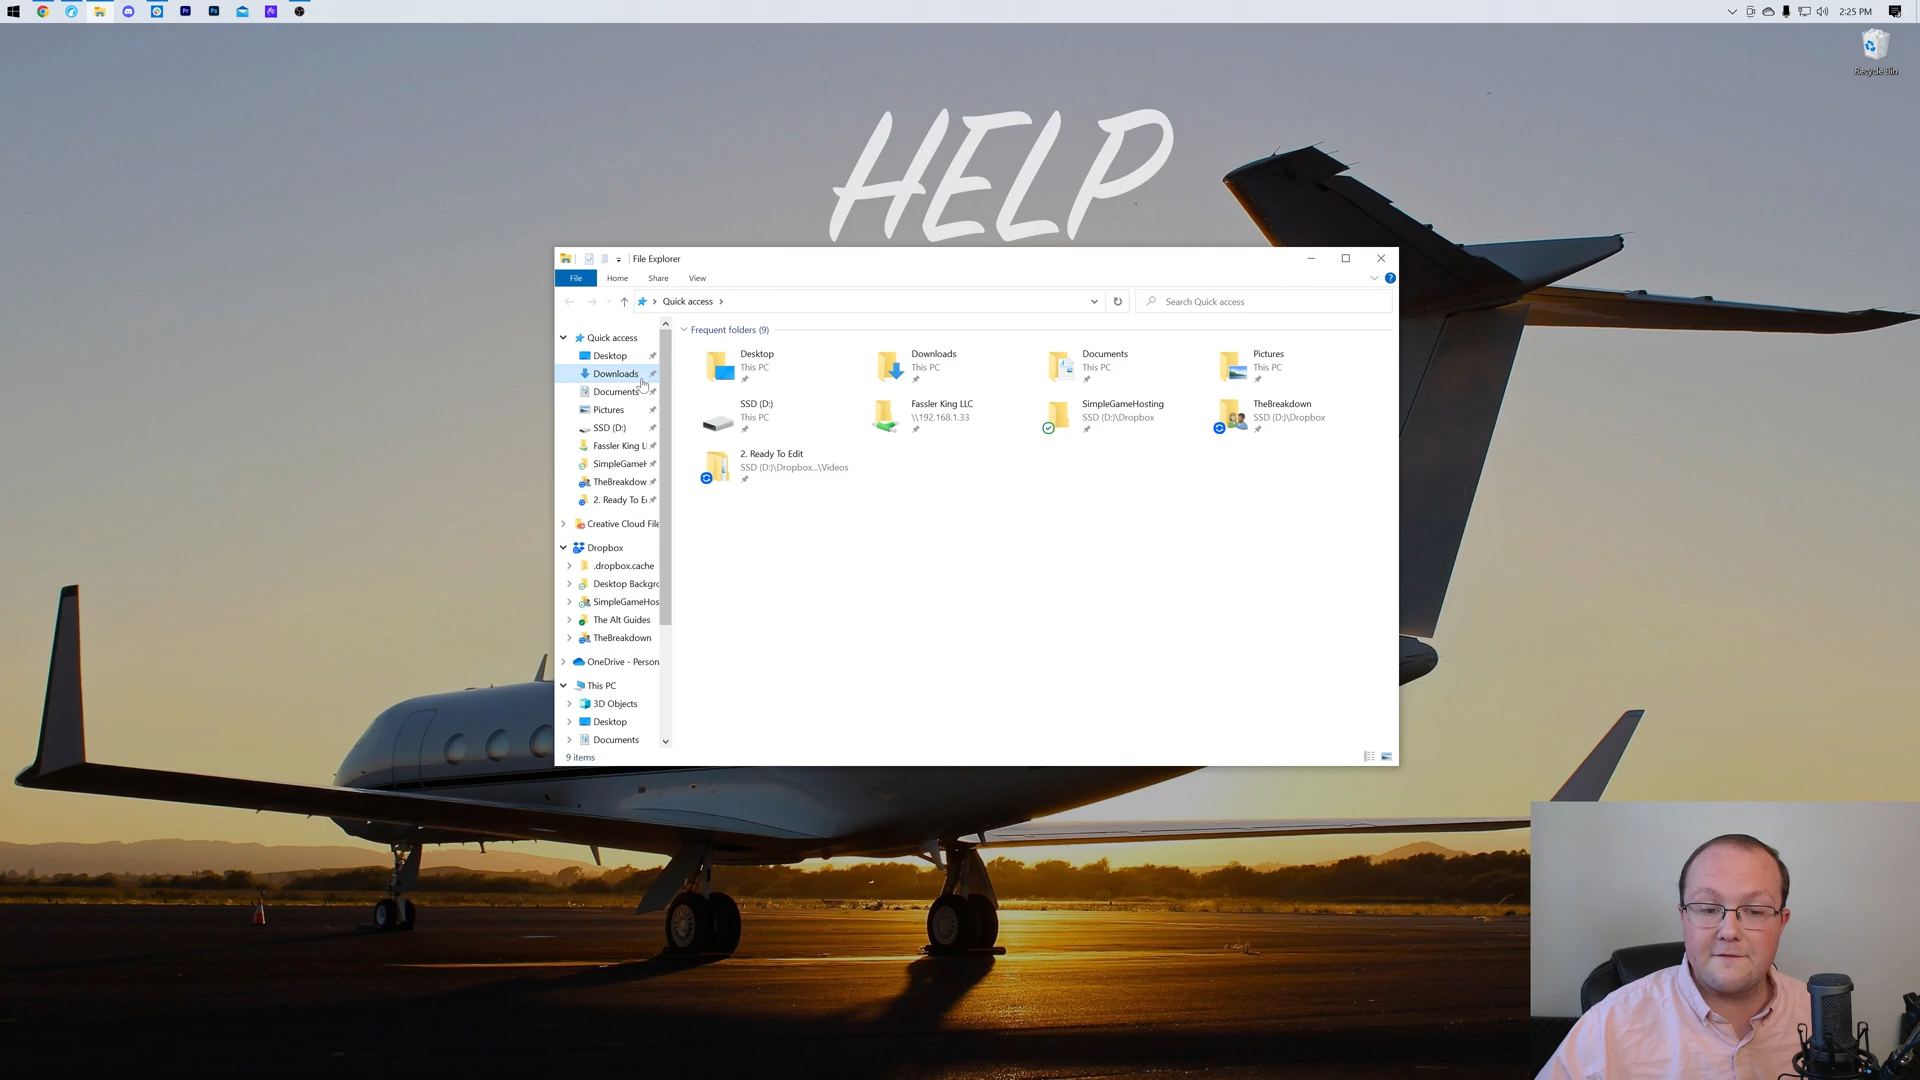 2:25 PM
Recycle Bin
HELP
File Explorer
File Home Share View
Quick access
Search Quick access
Quick access
Desktop
Downloads
Documents
Pictures
SSD (D:)
Fassler King L
SimpleGameH
TheBreakdow
2. Ready To E
Creative Cloud File
Dropbox
.dropbox.cache
Desktop Backgro
SimpleGameHos
The Alt Guides
TheBreakdown
OneDrive - Person
This PC
3D Objects
Desktop
Documents
Frequent folders (9)
Desktop
This PC
Downloads
This PC
Documents
This PC
Pictures
This PC
SSD (D:)
This PC
Fassler King LLC
\\192.168.1.33
SimpleGameHosting
SSD (D:)\Dropbox
TheBreakdown
SSD (D:)\Dropbox
2. Ready To Edit
SSD (D:)\Dropbox...\Videos
9 items